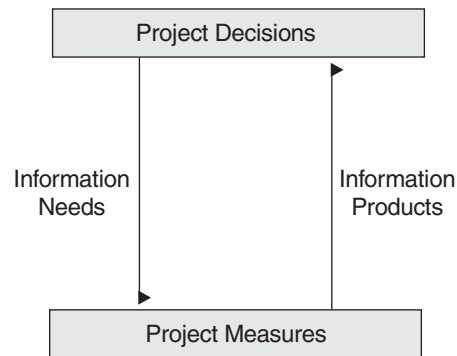 Project Decisions
Information
Needs
Information
Products
Project Measures